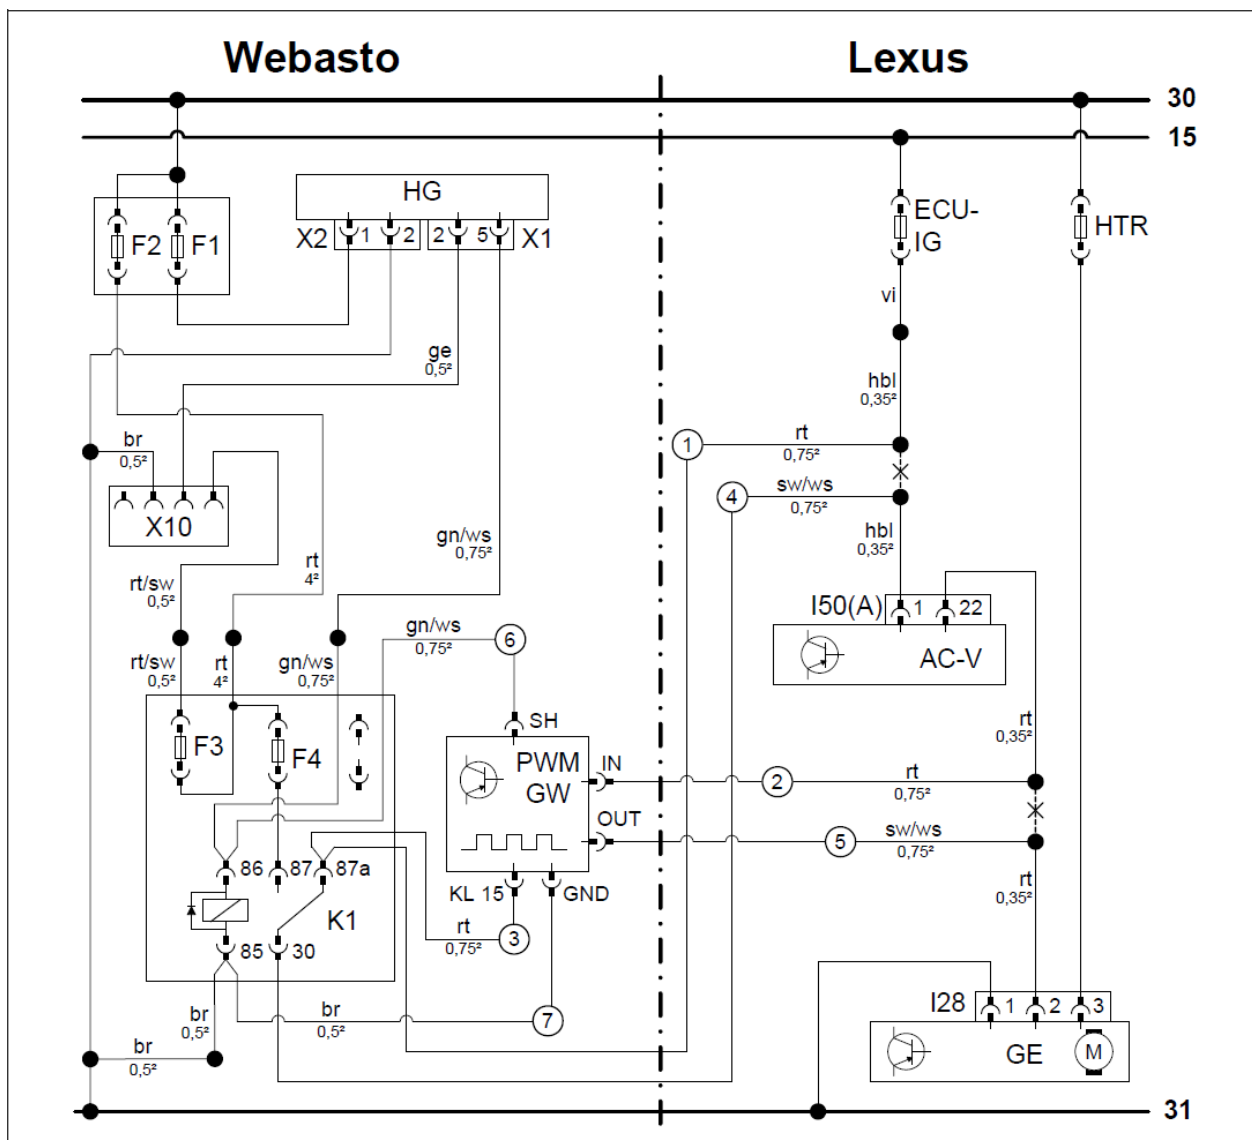 Webasto
Lexus
30
15
HG
X2 1 2 2 5 X1
F2 F1
ECU-
IG
HTR
vi
ge
0,5²
hbl
0,35²
br
0,5²
1
rt
0,75²
4
sw/ws
0,75²
X10
gn/ws
0,75²
hbl
0,35²
rt
4²
rt/sw
0,5²
I50(A) 1 22
AC-V
gn/ws
0,75²
6
rt/sw
0,5²
rt
4²
gn/ws
0,75²
SH
rt
0,35²
F3
F4
PWM
GW
IN
2
rt
0,75²
OUT
5
sw/ws
0,75²
86 87 87a
KL 15
GND
rt
0,35²
K1
rt
0,75²
3
85 30
I28 1 2 3
br
0,5²
br
0,5²
7
br
0,5²
GE
M
31